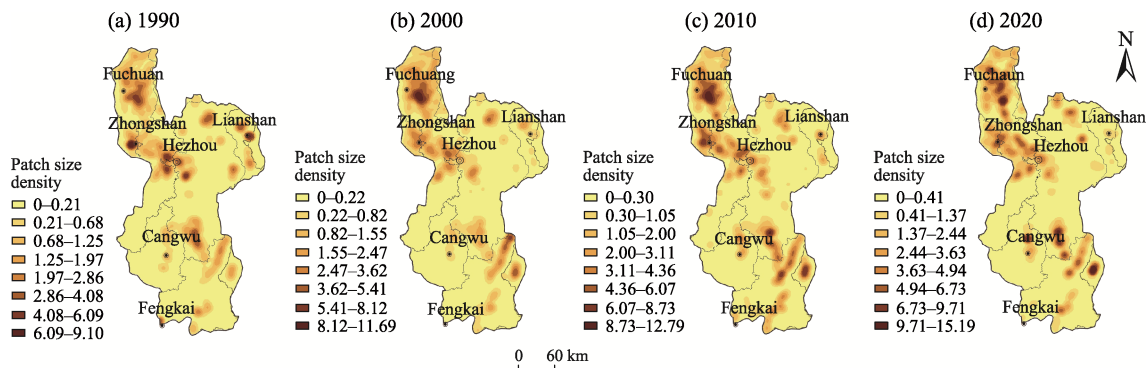 (a) 1990
Fuchuan
Zhongshan
Lianshan
Hezhou
Cangwu
Fengkai
Patch size
density
0–0.21
0.21–0.68
0.68–1.25
1.25–1.97
1.97–2.86
2.86–4.08
4.08–6.09
6.09–9.10
(b) 2000
Fuchuang
Zhongshan
Lianshan
Hezhou
Cangwu
Fengkai
Patch size
density
0–0.22
0.22–0.82
0.82–1.55
1.55–2.47
2.47–3.62
3.62–5.41
5.41–8.12
8.12–11.69
(c) 2010
Fuchuan
Zhongshan
Lianshan
Hezhou
Cangwu
Fengkai
Patch size
density
0–0.30
0.30–1.05
1.05–2.00
2.00–3.11
3.11–4.36
4.36–6.07
6.07–8.73
8.73–12.79
(d) 2020
N
Fuchaun
Zhongshan
Lianshan
Hezhou
Cangwu
Fengkai
Patch size
density
0–0.41
0.41–1.37
1.37–2.44
2.44–3.63
3.63–4.94
4.94–6.73
6.73–9.71
9.71–15.19
0 60 km